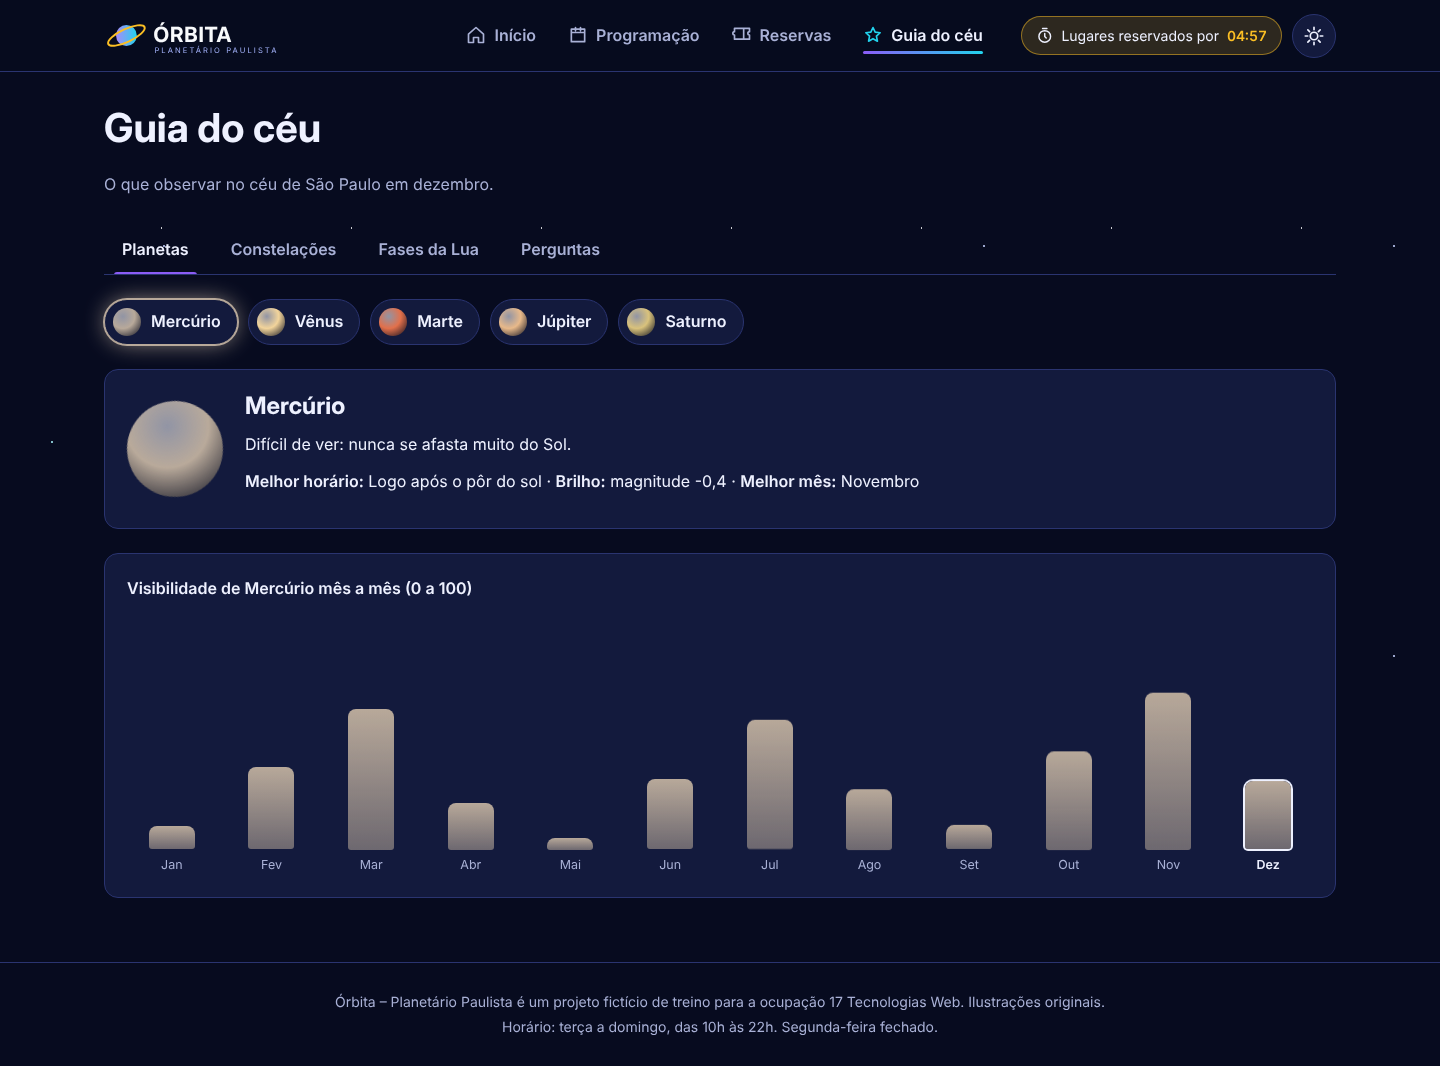 ÓRBITA
PLANETÁRIO PAULISTA
Início
Programação
Reservas
Guia do céu
Lugares reservados por 04:57
Guia do céu
O que observar no céu de São Paulo em dezembro.
Planetas
Constelações
Fases da Lua
Perguntas
Mercúrio
Vênus
Marte
Júpiter
Saturno
Mercúrio
Difícil de ver: nunca se afasta muito do Sol.
Melhor horário: Logo após o pôr do sol · Brilho: magnitude -0,4 · Melhor mês: Novembro
Visibilidade de Mercúrio mês a mês (0 a 100)
Jan
Fev
Mar
Abr
Mai
Jun
Jul
Ago
Set
Out
Nov
Dez
Órbita – Planetário Paulista é um projeto fictício de treino para a ocupação 17 Tecnologias Web. Ilustrações originais.
Horário: terça a domingo, das 10h às 22h. Segunda-feira fechado.